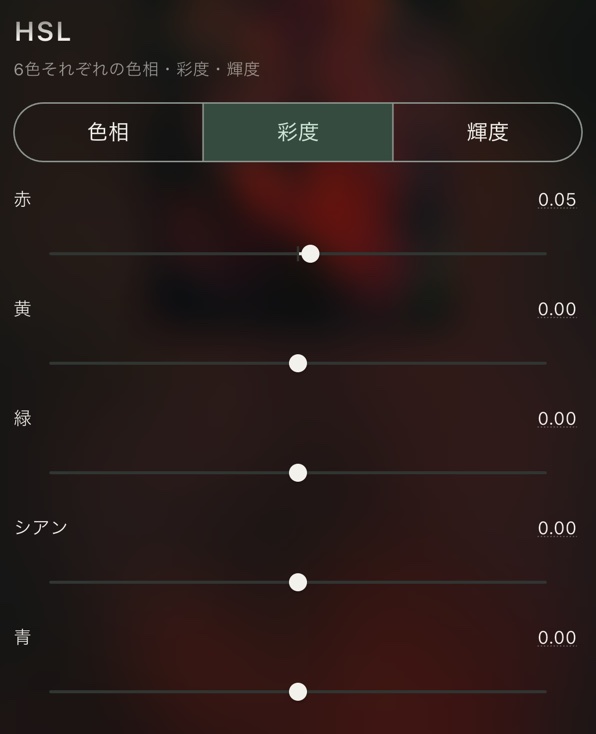 HSL
6色それぞれの色相・彩度・輝度
色相 彩度 輝度
赤 0.05
黄 0.00
緑 0.00
シアン 0.00
青 0.00